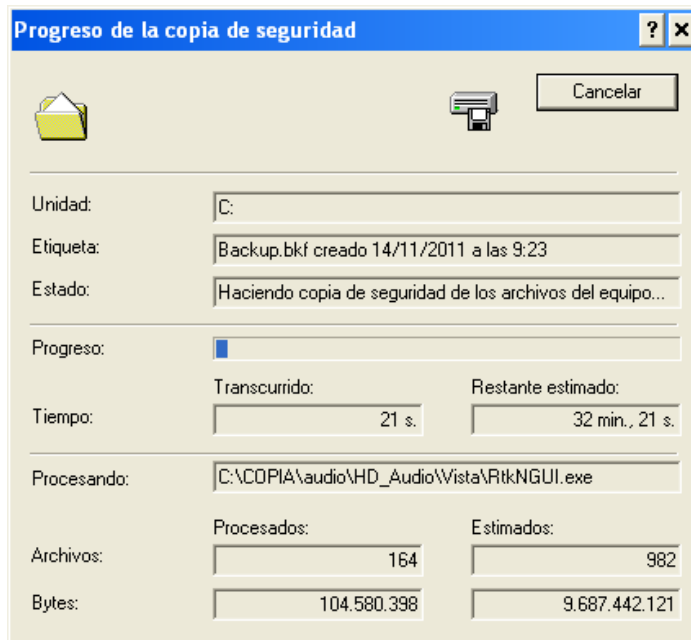 Progreso de la copia de seguridad
Cancelar
Unidad: C:
Etiqueta: Backup.bkf creado 14/11/2011 a las 9:23
Estado: Haciendo copia de seguridad de los archivos del equipo...
Progreso:
Transcurrido: Restante estimado:
Tiempo: 21 s. 32 min., 21 s.
Procesando: C:\COPIA\audio\HD_Audio\Vista\RtkNGUI.exe
Procesados: Estimados:
Archivos: 164 982
Bytes: 104.580.398 9.687.442.121